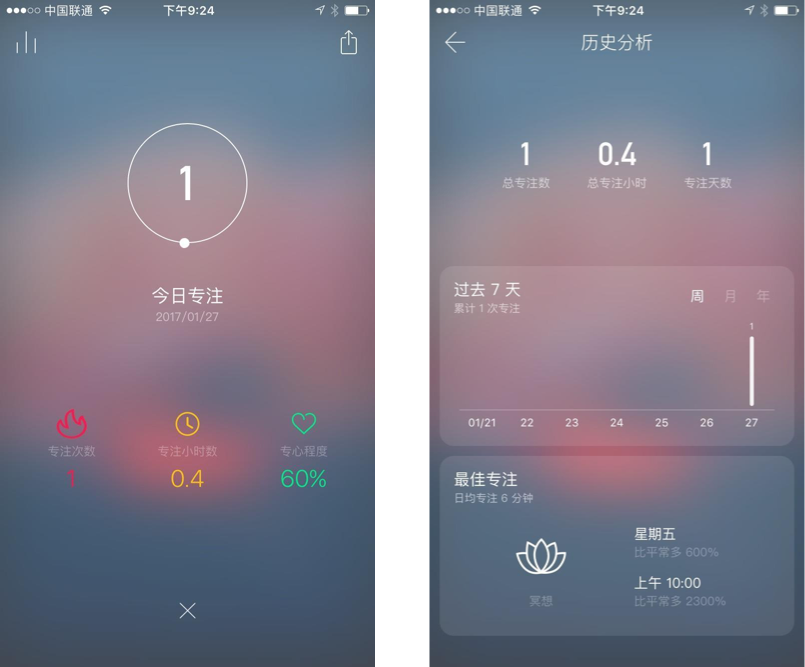 中国联通 下午9:24
1
今日专注
2017/01/27
专注次数 专注小时数 专心程度
1 0.4 60%
中国联通 下午9:24
历史分析
1 0.4 1
总专注数 总专注小时 专注天数
过去 7 天 周 月 年
累计 1 次专注
1
01/21 22 23 24 25 26 27
最佳专注
日均专注 6 分钟
星期五
比平常多 600%
上午 10:00
冥想 比平常多 2300%